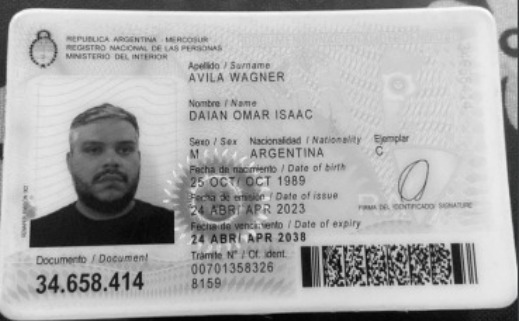 REPUBLICA ARGENTINA - MERCOSUR
REGISTRO NACIONAL DE LAS PERSONAS
MINISTERIO DEL INTERIOR
Apellido / Surname
AVILA WAGNER
Nombre / Name
DAIAN OMAR ISAAC
Sexo / Sex Nacionalidad / Nationality Ejemplar
M ARGENTINA C
Fecha de nacimiento / Date of birth
25 OCT/ OCT 1989
Fecha de emisión / Date of issue
24 ABR/ APR 2023
FIRMA DEL IDENTIFICADO/ SIGNATURE
Fecha de vencimiento / Date of expiry
24 ABR/ APR 2038
Documento / Document
34.658.414
Trámite N° / Of. ident.
00701358326
8159